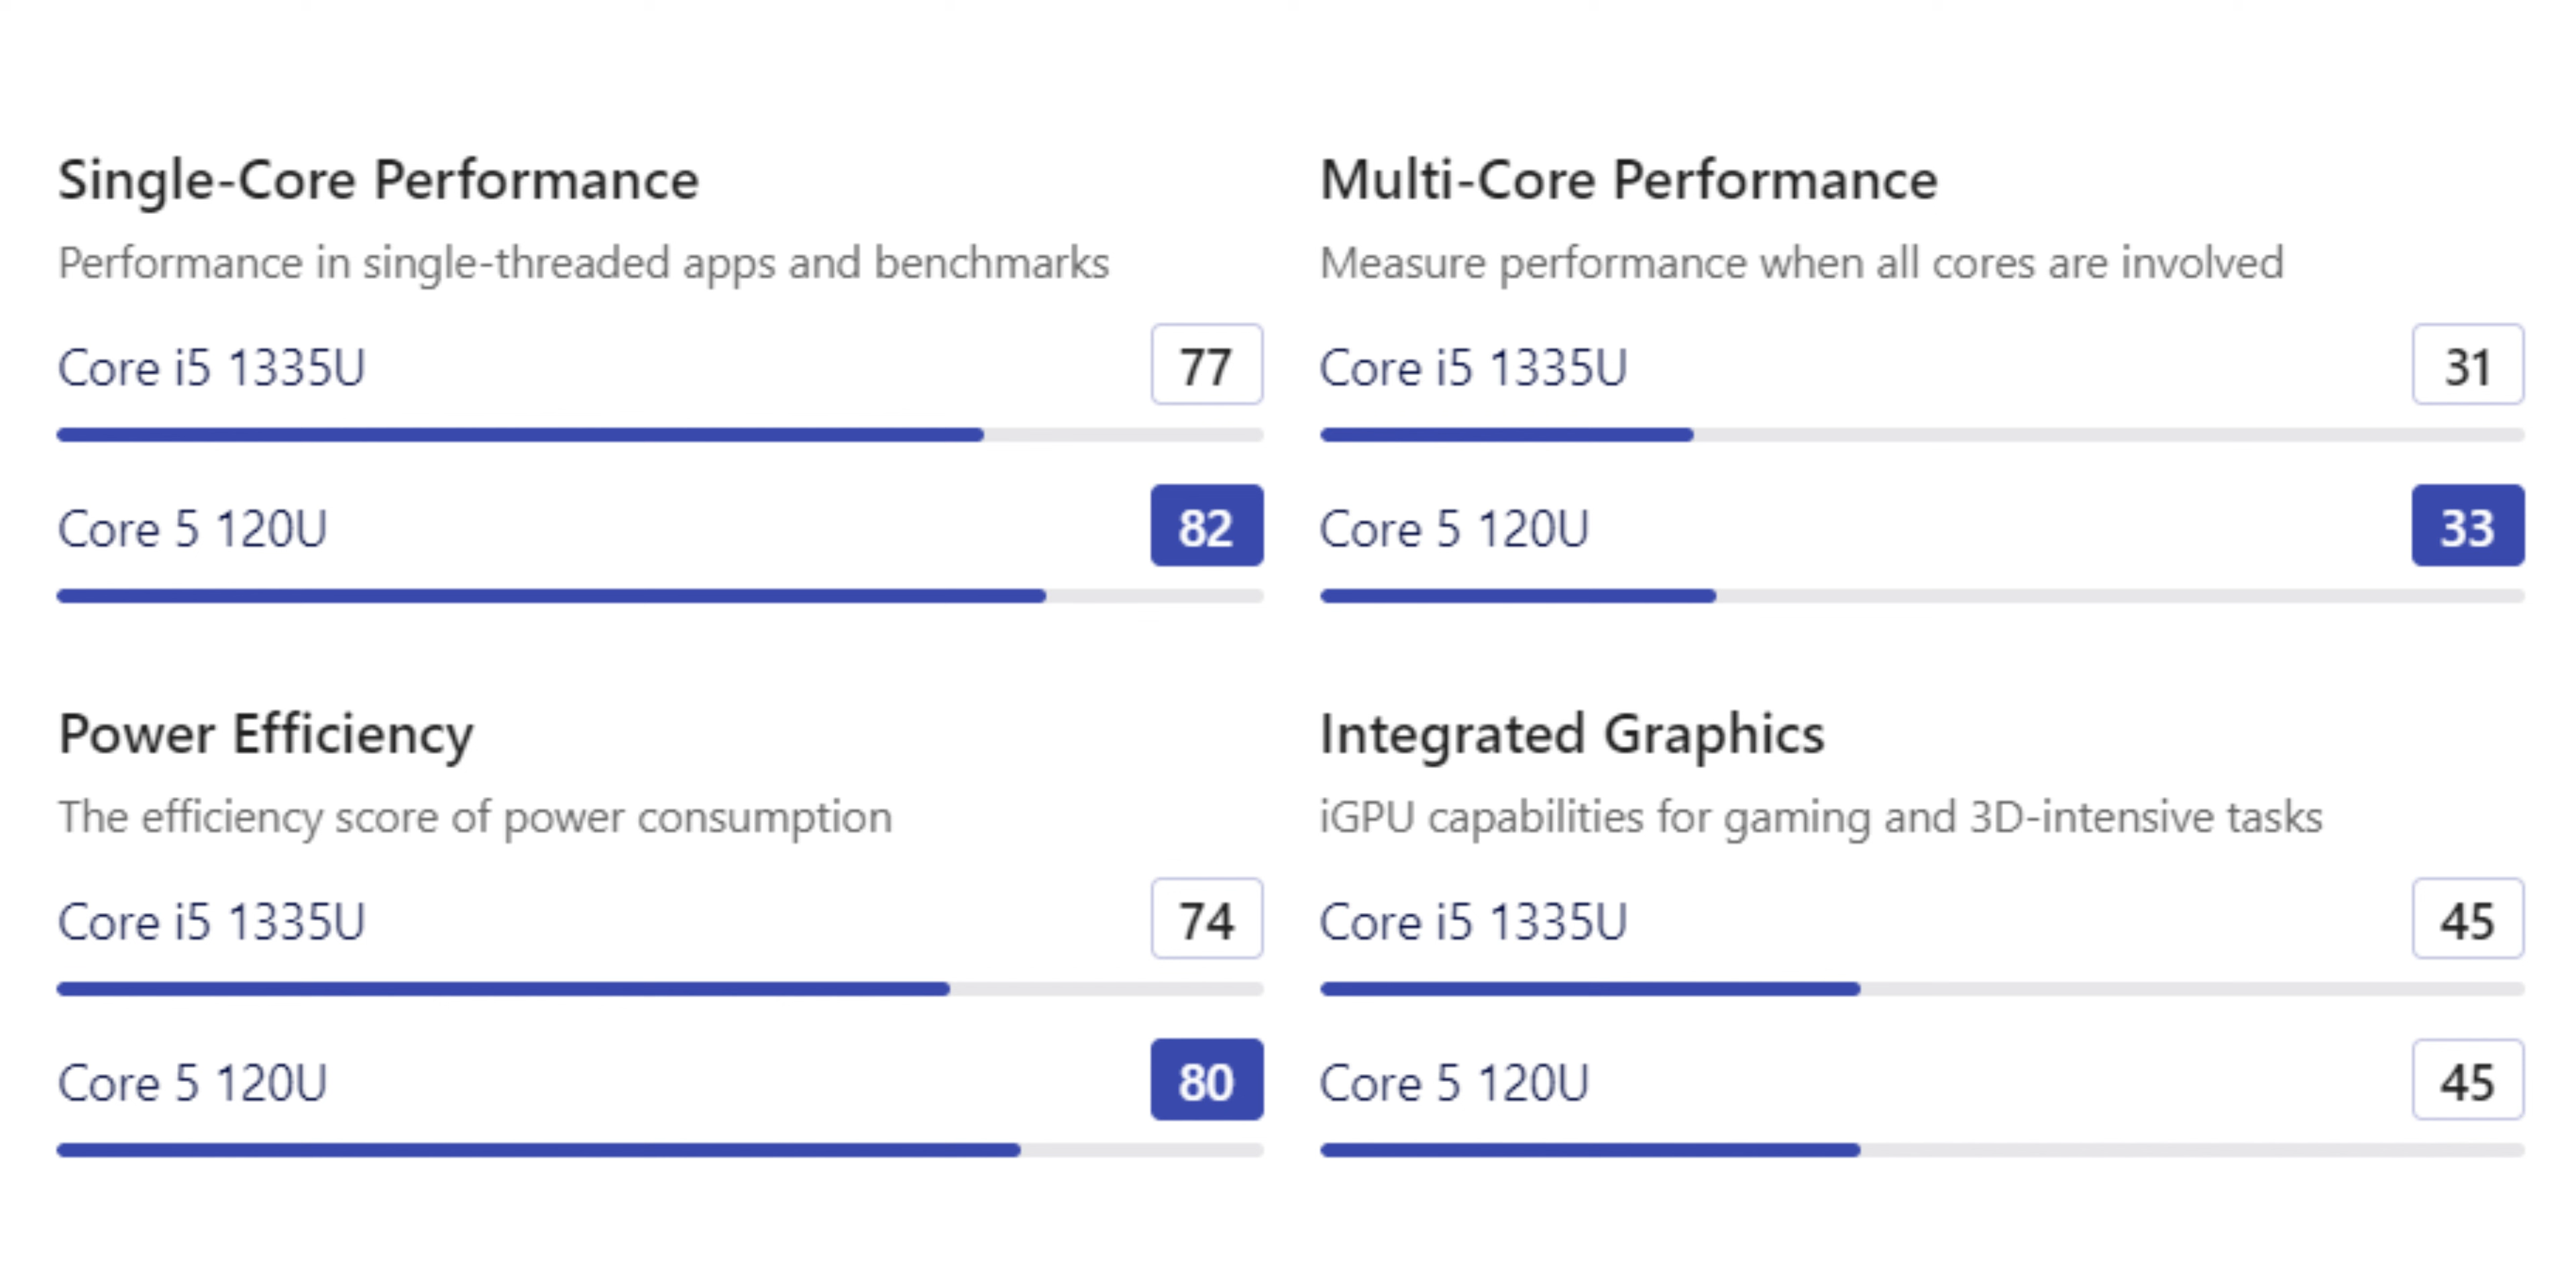 Single-Core Performance
Performance in single-threaded apps and benchmarks
Core i5 1335U
77
Core 5 120U
82
Multi-Core Performance
Measure performance when all cores are involved
Core i5 1335U
31
Core 5 120U
33
Power Efficiency
The efficiency score of power consumption
Core i5 1335U
74
Core 5 120U
80
Integrated Graphics
iGPU capabilities for gaming and 3D-intensive tasks
Core i5 1335U
45
Core 5 120U
45